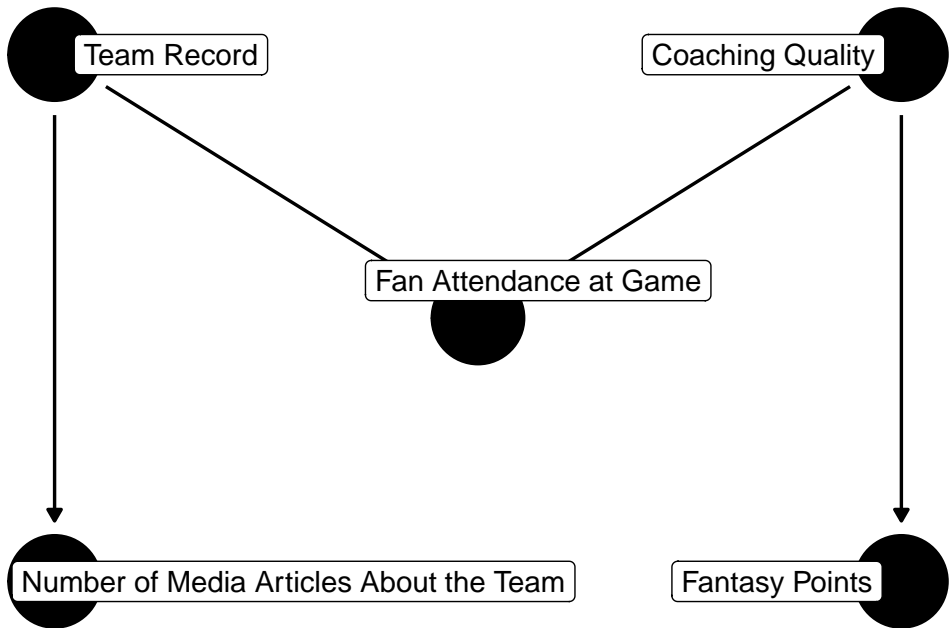 Team Record
Coaching Quality
Fan Attendance at Game
Number of Media Articles About the Team
Fantasy Points